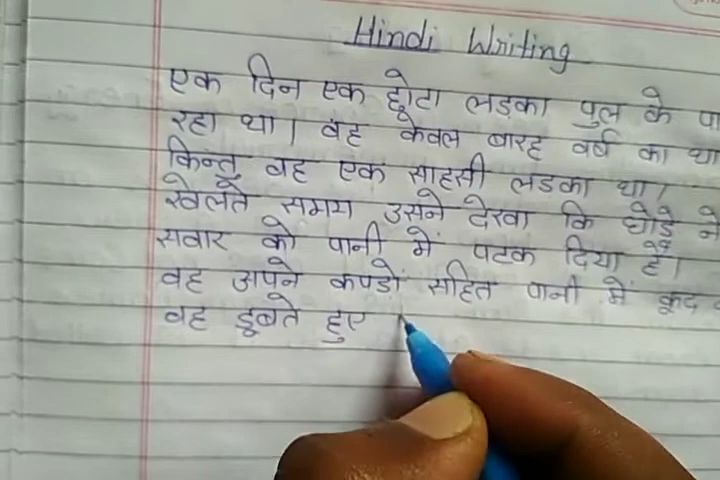 Hindi Writing
एक दिन एक छोटा लड़का पुल के पा
रहा था। वह केवल बारह वर्ष का था
किन्तु वह एक साहसी लड़का था।
खेलते समय उसने देखा कि घोड़े ने
सवार को पानी में पटक दिया है।
वह अपने कपड़ों सहित पानी में कूद
वह डूबते हुए